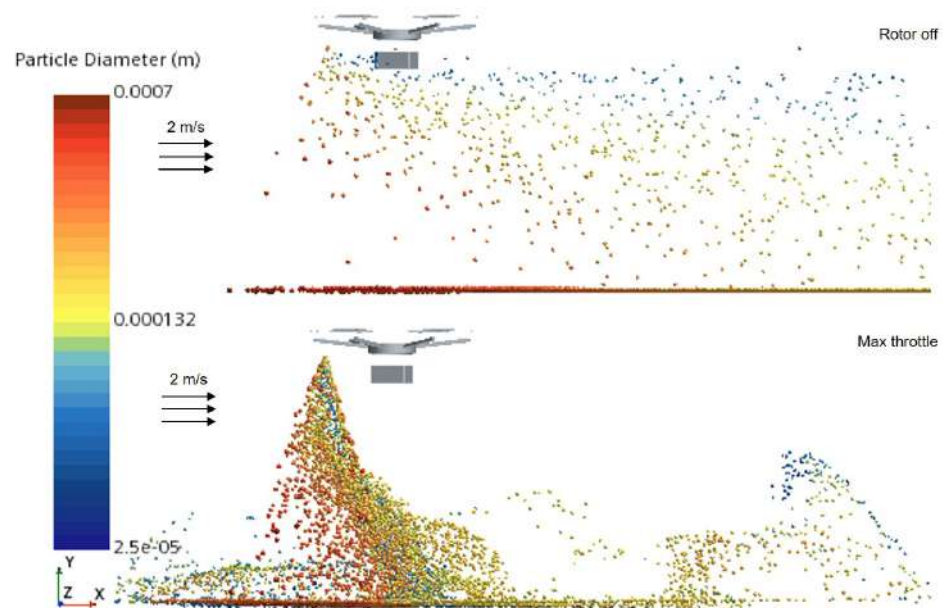 Rotor off
Particle Diameter (m)
0.0007
2 m/s
0.000132
Max throttle
2 m/s
2.5e-05
Y
Z X